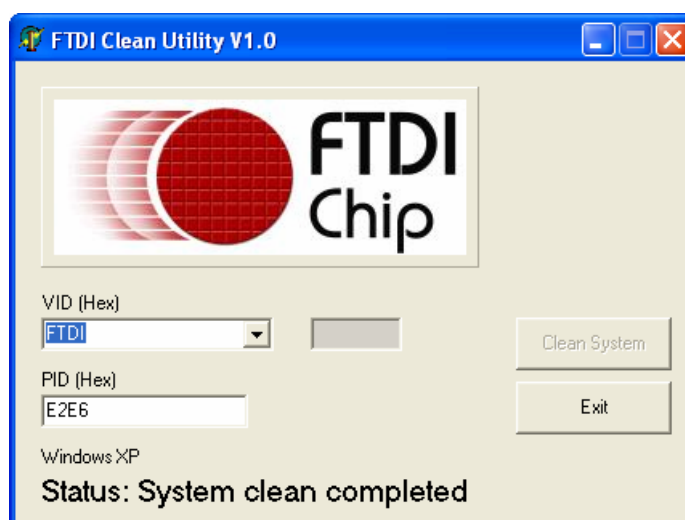 FTDI Clean Utility V1.0
FTDI
Chip
VID (Hex)
FTDI
Clean System
PID (Hex)
E2E6
Exit
Windows XP
Status: System clean completed